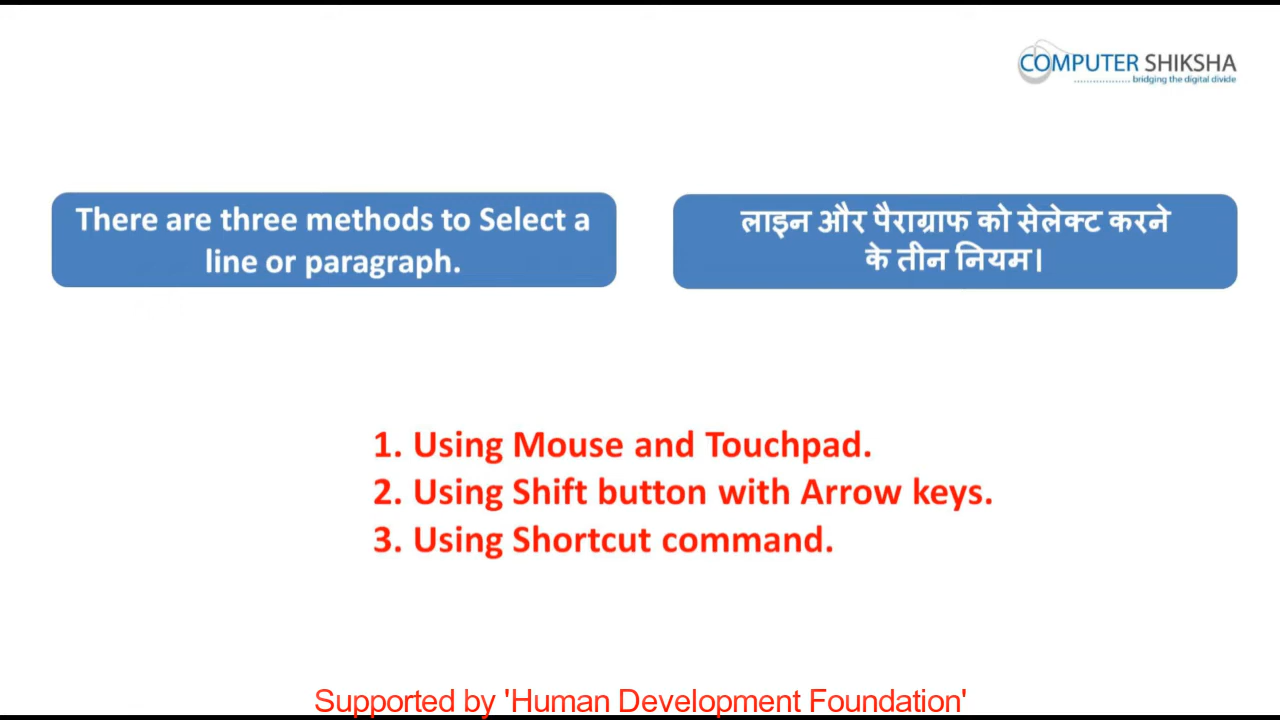 COMPUTER SHIKSHA
bridging the digital divide
There are three methods to Select a
line or paragraph.
लाइन और पैराग्राफ को सेलेक्ट करने
के तीन नियम।
1. Using Mouse and Touchpad.
2. Using Shift button with Arrow keys.
3. Using Shortcut command.
Supported by 'Human Development Foundation'